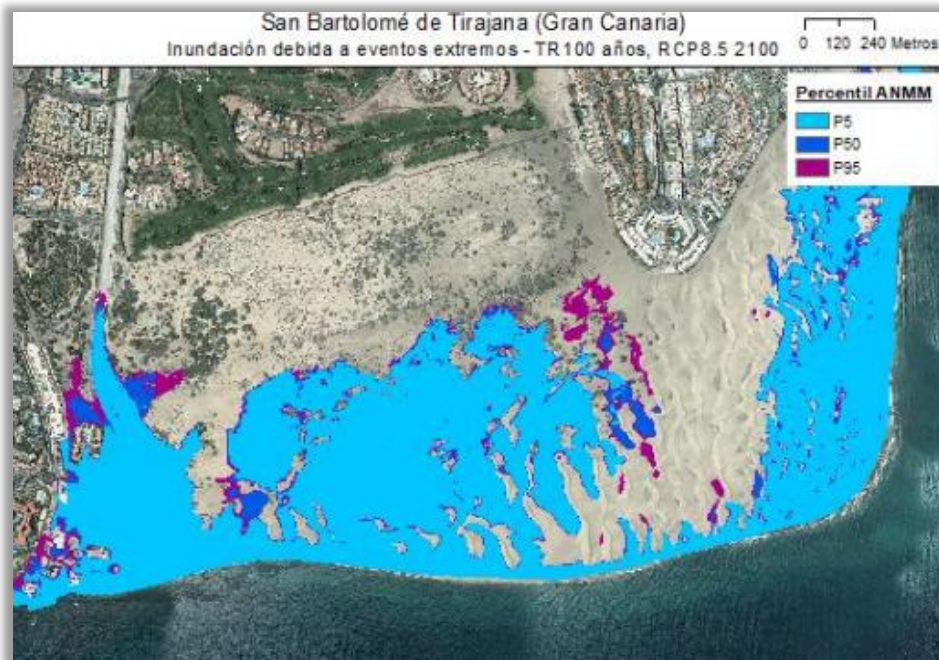 San Bartolomé de Tirajana (Gran Canaria)
Inundación debida a eventos extremos - TR100 años, RCP8.5 2100
0 120 240 Metros
Percentil ANMM
P5
P50
P95